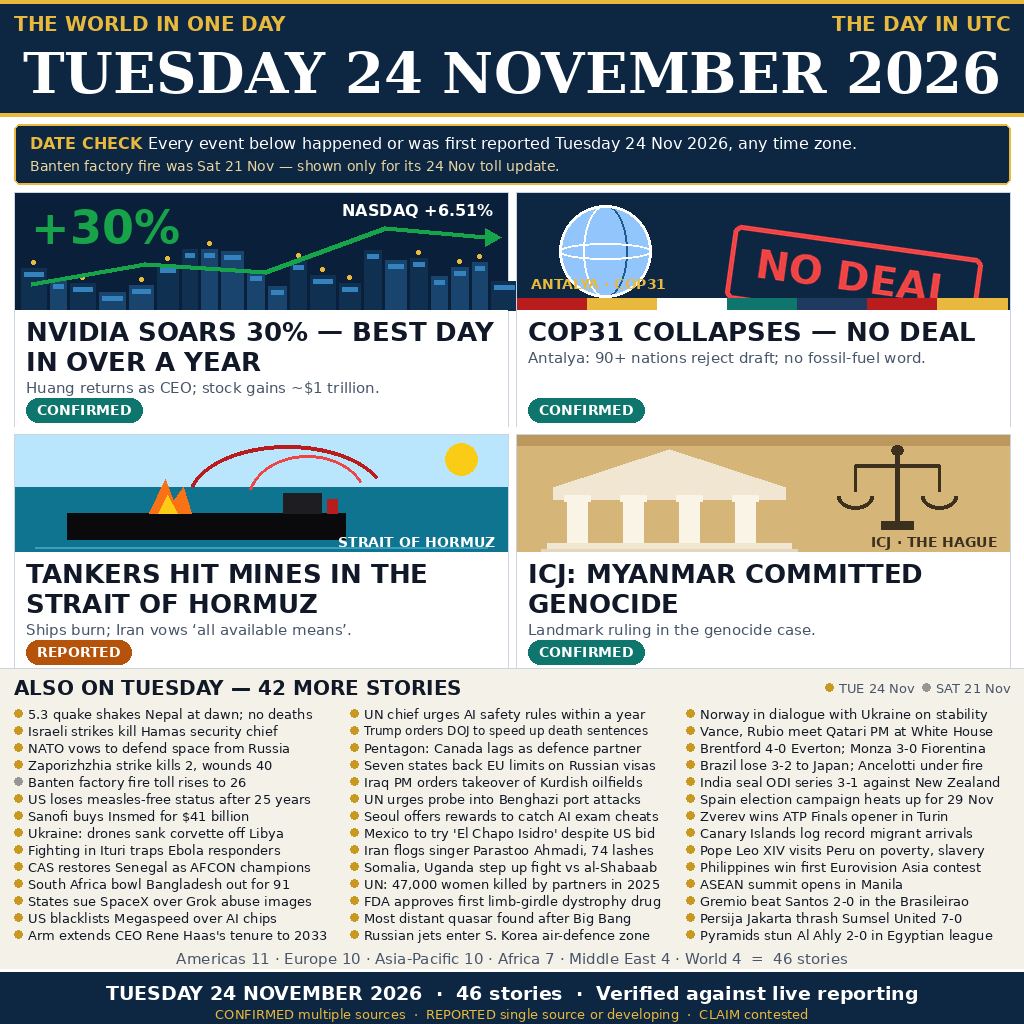 THE WORLD IN ONE DAY
THE DAY IN UTC
TUESDAY 24 NOVEMBER 2026
DATE CHECK Every event below happened or was first reported Tuesday 24 Nov 2026, any time zone.
Banten factory fire was Sat 21 Nov — shown only for its 24 Nov toll update.
+30%
NASDAQ +6.51%
NVIDIA SOARS 30% — BEST DAY
IN OVER A YEAR
Huang returns as CEO; stock gains ~$1 trillion.
CONFIRMED
ANTALYA · COP31
NO DEAL
COP31 COLLAPSES — NO DEAL
Antalya: 90+ nations reject draft; no fossil-fuel word.
CONFIRMED
STRAIT OF HORMUZ
TANKERS HIT MINES IN THE
STRAIT OF HORMUZ
Ships burn; Iran vows ‘all available means’.
REPORTED
ICJ · THE HAGUE
ICJ: MYANMAR COMMITTED
GENOCIDE
Landmark ruling in the genocide case.
CONFIRMED
ALSO ON TUESDAY — 42 MORE STORIES
TUE 24 Nov
SAT 21 Nov
5.3 quake shakes Nepal at dawn; no deaths
Israeli strikes kill Hamas security chief
NATO vows to defend space from Russia
Zaporizhzhia strike kills 2, wounds 40
Banten factory fire toll rises to 26
US loses measles-free status after 25 years
Sanofi buys Insmed for $41 billion
Ukraine: drones sank corvette off Libya
Fighting in Ituri traps Ebola responders
CAS restores Senegal as AFCON champions
South Africa bowl Bangladesh out for 91
States sue SpaceX over Grok abuse images
US blacklists Megaspeed over AI chips
Arm extends CEO Rene Haas's tenure to 2033
UN chief urges AI safety rules within a year
Trump orders DOJ to speed up death sentences
Pentagon: Canada lags as defence partner
Seven states back EU limits on Russian visas
Iraq PM orders takeover of Kurdish oilfields
UN urges probe into Benghazi port attacks
Seoul offers rewards to catch AI exam cheats
Mexico to try 'El Chapo Isidro' despite US bid
Iran flogs singer Parastoo Ahmadi, 74 lashes
Somalia, Uganda step up fight vs al-Shabaab
UN: 47,000 women killed by partners in 2025
FDA approves first limb-girdle dystrophy drug
Most distant quasar found after Big Bang
Russian jets enter S. Korea air-defence zone
Norway in dialogue with Ukraine on stability
Vance, Rubio meet Qatari PM at White House
Brentford 4-0 Everton; Monza 3-0 Fiorentina
Brazil lose 3-2 to Japan; Ancelotti under fire
India seal ODI series 3-1 against New Zealand
Spain election campaign heats up for 29 Nov
Zverev wins ATP Finals opener in Turin
Canary Islands log record migrant arrivals
Pope Leo XIV visits Peru on poverty, slavery
Philippines win first Eurovision Asia contest
ASEAN summit opens in Manila
Gremio beat Santos 2-0 in the Brasileirao
Persija Jakarta thrash Sumsel United 7-0
Pyramids stun Al Ahly 2-0 in Egyptian league
Americas 11 · Europe 10 · Asia-Pacific 10 · Africa 7 · Middle East 4 · World 4 = 46 stories
TUESDAY 24 NOVEMBER 2026 · 46 stories · Verified against live reporting
CONFIRMED multiple sources · REPORTED single source or developing · CLAIM contested